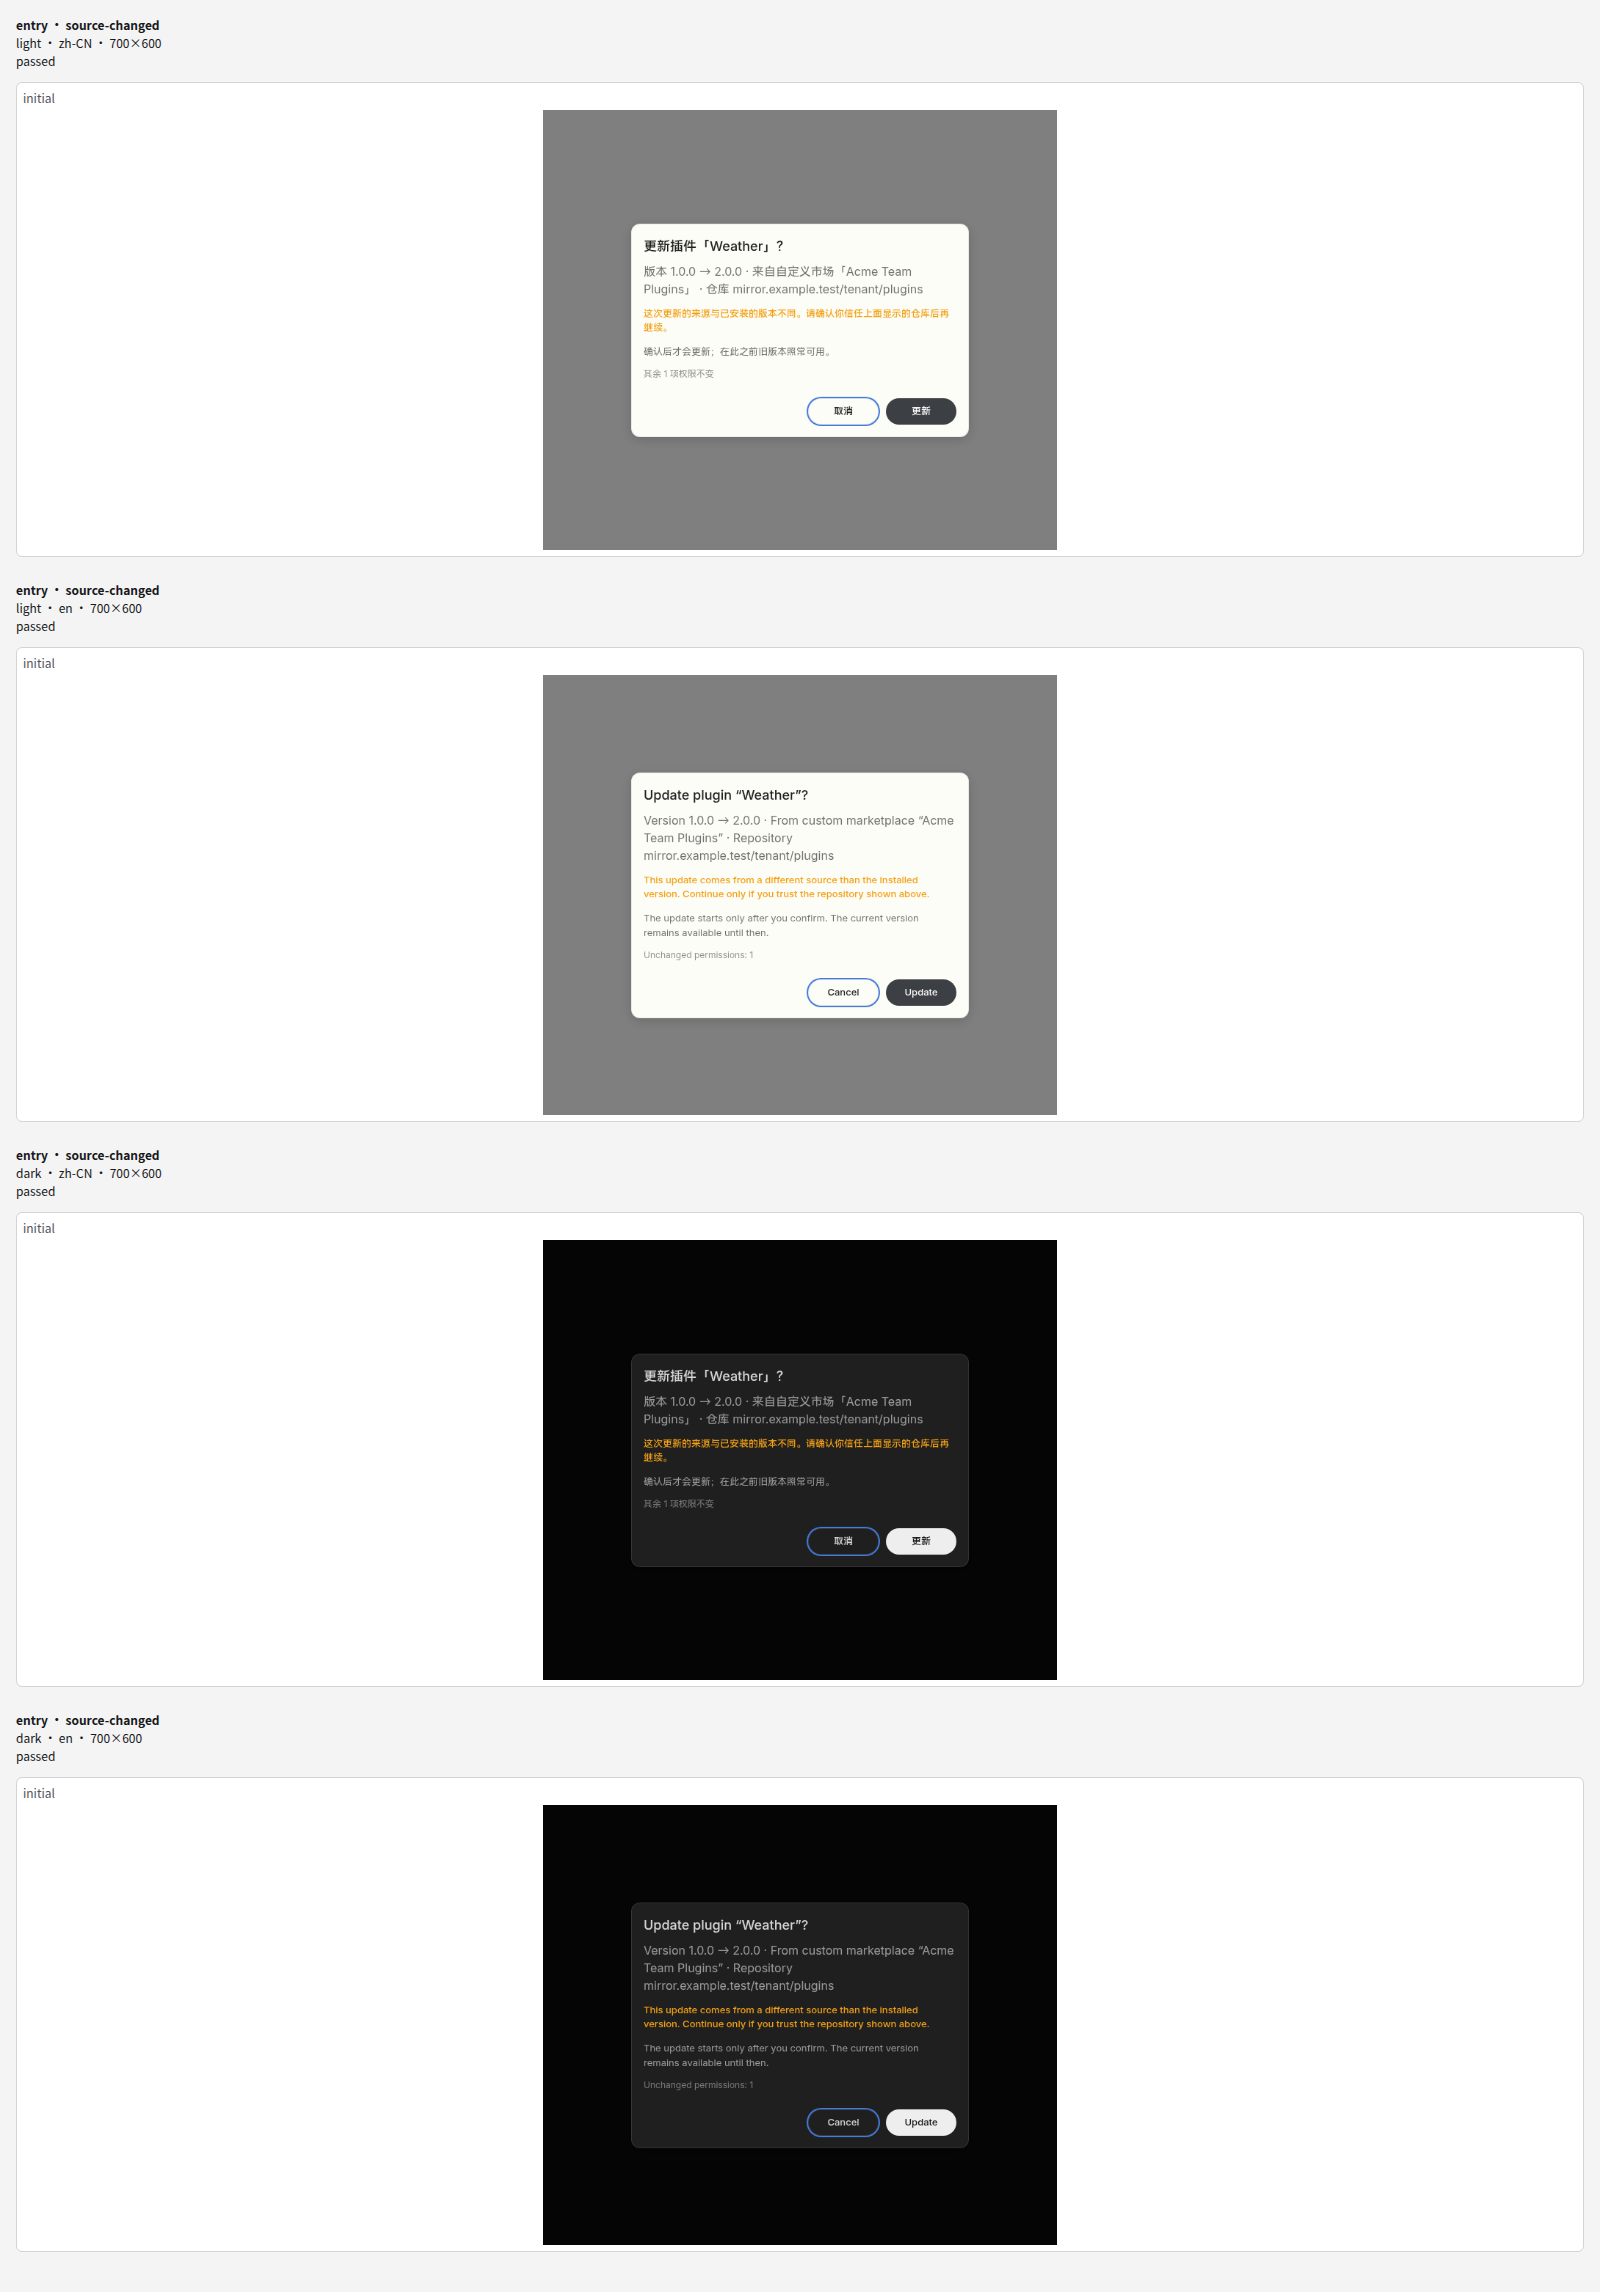 entry • source-changed
light • zh-CN • 700×600
passed
initial
更新插件「Weather」?
版本 1.0.0 → 2.0.0 · 来自自定义市场「Acme Team
Plugins」 · 仓库 mirror.example.test/tenant/plugins
这次更新的来源与已安装的版本不同。请确认你信任上面显示的仓库后再
继续。
确认后才会更新；在此之前旧版本照常可用。
其余 1 项权限不变
取消 更新
entry • source-changed
light • en • 700×600
passed
initial
Update plugin “Weather”?
Version 1.0.0 → 2.0.0 · From custom marketplace “Acme
Team Plugins” · Repository
mirror.example.test/tenant/plugins
This update comes from a different source than the installed
version. Continue only if you trust the repository shown above.
The update starts only after you confirm. The current version
remains available until then.
Unchanged permissions: 1
Cancel Update
entry • source-changed
dark • zh-CN • 700×600
passed
initial
更新插件「Weather」?
版本 1.0.0 → 2.0.0 · 来自自定义市场「Acme Team
Plugins」 · 仓库 mirror.example.test/tenant/plugins
这次更新的来源与已安装的版本不同。请确认你信任上面显示的仓库后再
继续。
确认后才会更新；在此之前旧版本照常可用。
其余 1 项权限不变
取消 更新
entry • source-changed
dark • en • 700×600
passed
initial
Update plugin “Weather”?
Version 1.0.0 → 2.0.0 · From custom marketplace “Acme
Team Plugins” · Repository
mirror.example.test/tenant/plugins
This update comes from a different source than the installed
version. Continue only if you trust the repository shown above.
The update starts only after you confirm. The current version
remains available until then.
Unchanged permissions: 1
Cancel Update